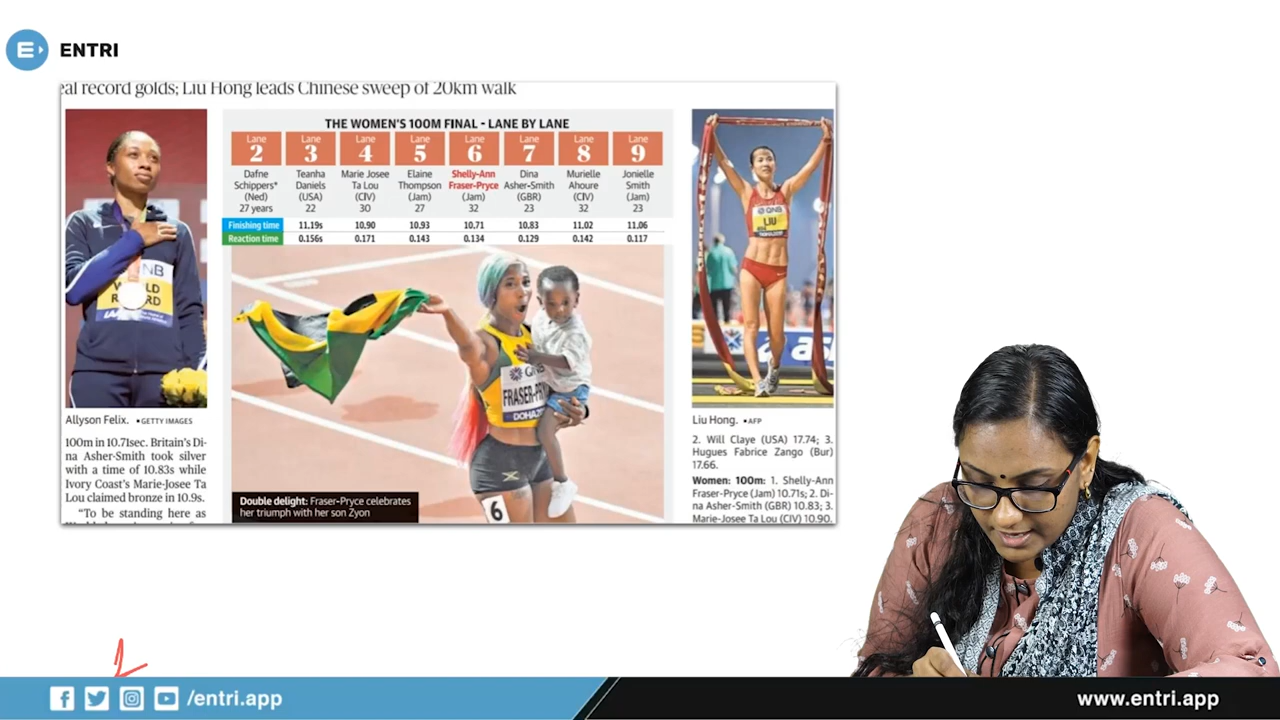 ENTRI
eal record golds; Liu Hong leads Chinese sweep of 20km walk
THE WOMEN'S 100M FINAL - LANE BY LANE
Lane 2 Lane 3 Lane 4 Lane 5 Lane 6 Lane 7 Lane 8 Lane 9
Dafne Teanha Marie Josee Elaine Shelly-Ann Dina Murielle Jonielle
Schippers* Daniels Ta Lou Thompson Fraser-Pryce Asher-Smith Ahoure Smith
(Ned) (USA) (CIV) (Jam) (Jam) (GBR) (CIV) (Jam)
27 years 22 30 27 32 23 32 23
Finishing time 11.19s 10.90 10.93 10.71 10.83 11.02 11.06
Reaction time 0.156s 0.171 0.143 0.134 0.129 0.142 0.117
QNB
WORLD
RECORD
QNB
LIU
QNB
FRASER-PRY
DOHA
6
Allyson Felix. • GETTY IMAGES
100m in 10.71sec. Britain's Di-
na Asher-Smith took silver
with a time of 10.83s while
Ivory Coast's Marie-Josee Ta
Lou claimed bronze in 10.9s.
"To be standing here as
Double delight: Fraser-Pryce celebrates
her triumph with her son Zyon
Liu Hong. • AFP
2. Will Claye (USA) 17.74; 3.
Hugues Fabrice Zango (Bur)
17.66.
Women: 100m: 1. Shelly-Ann
Fraser-Pryce (Jam) 10.71s; 2. Di-
na Asher-Smith (GBR) 10.83; 3.
Marie-Josee Ta Lou (CIV) 10.90.
/entri.app
www.entri.app